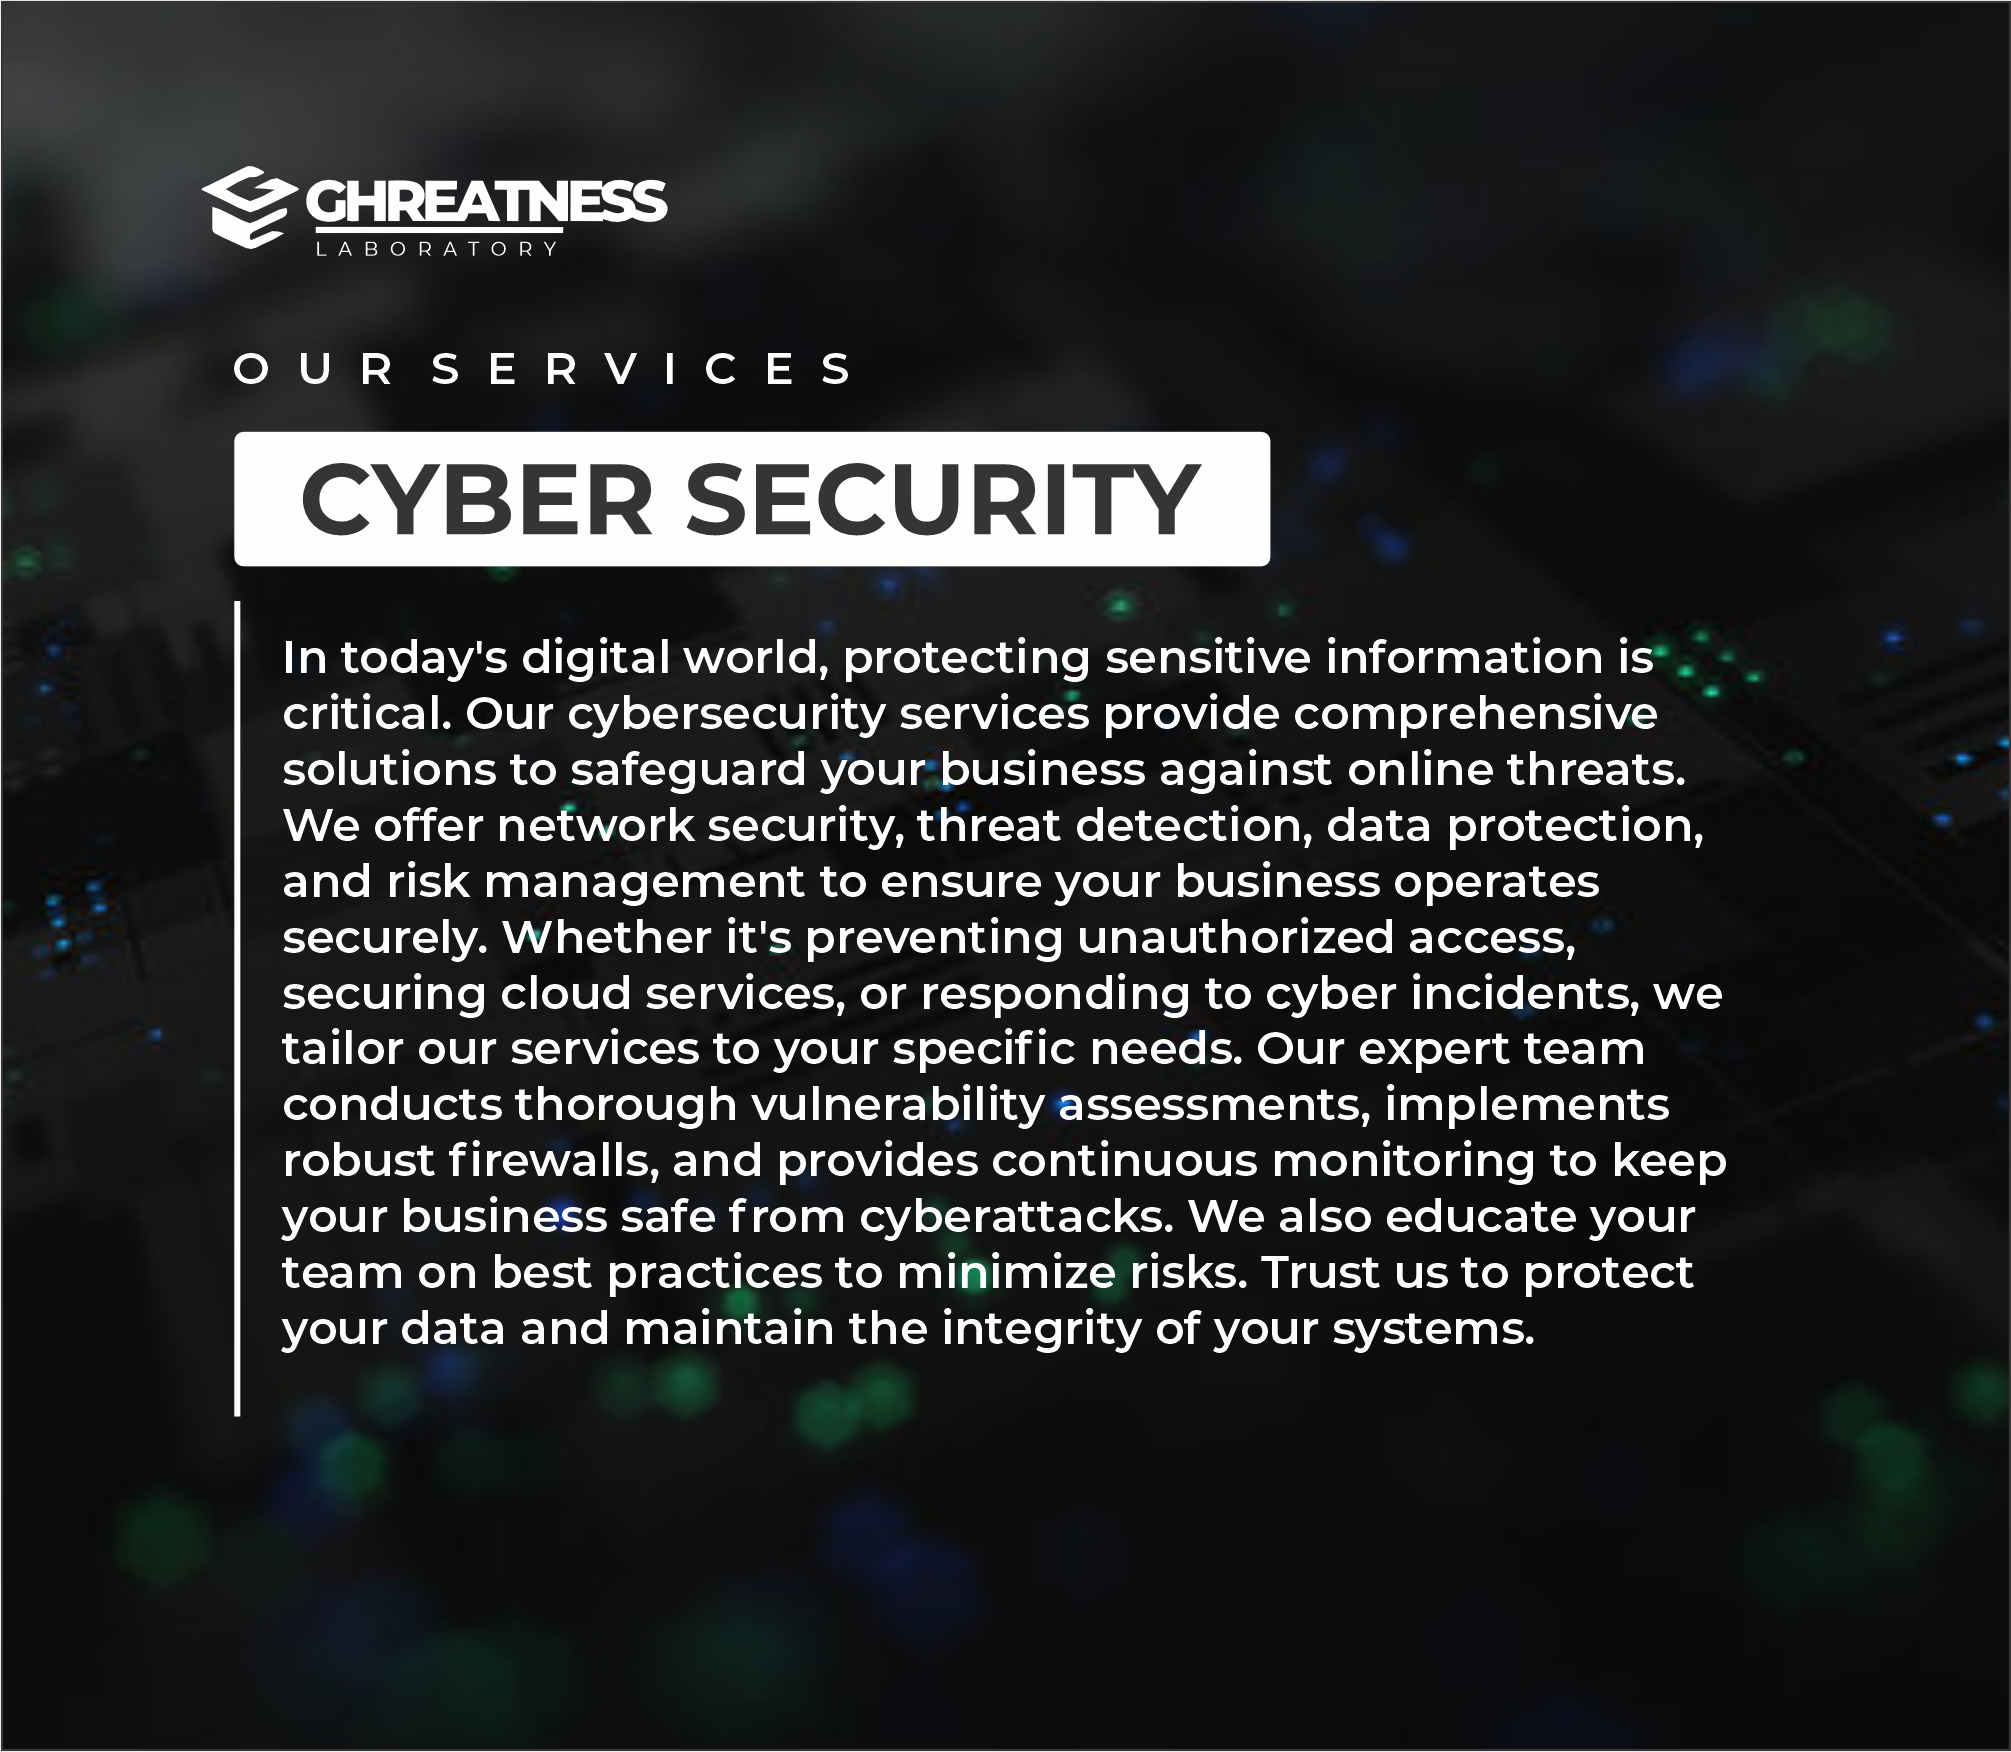 GHREATNESS
LABORATORY
OUR SERVICES
CYBER SECURITY
In today's digital world, protecting sensitive information is
critical. Our cybersecurity services provide comprehensive
solutions to safeguard your business against online threats.
We offer network security, threat detection, data protection,
and risk management to ensure your business operates
securely. Whether it's preventing unauthorized access,
securing cloud services, or responding to cyber incidents, we
tailor our services to your specific needs. Our expert team
conducts thorough vulnerability assessments, implements
robust firewalls, and provides continuous monitoring to keep
your business safe from cyberattacks. We also educate your
team on best practices to minimize risks. Trust us to protect
your data and maintain the integrity of your systems.